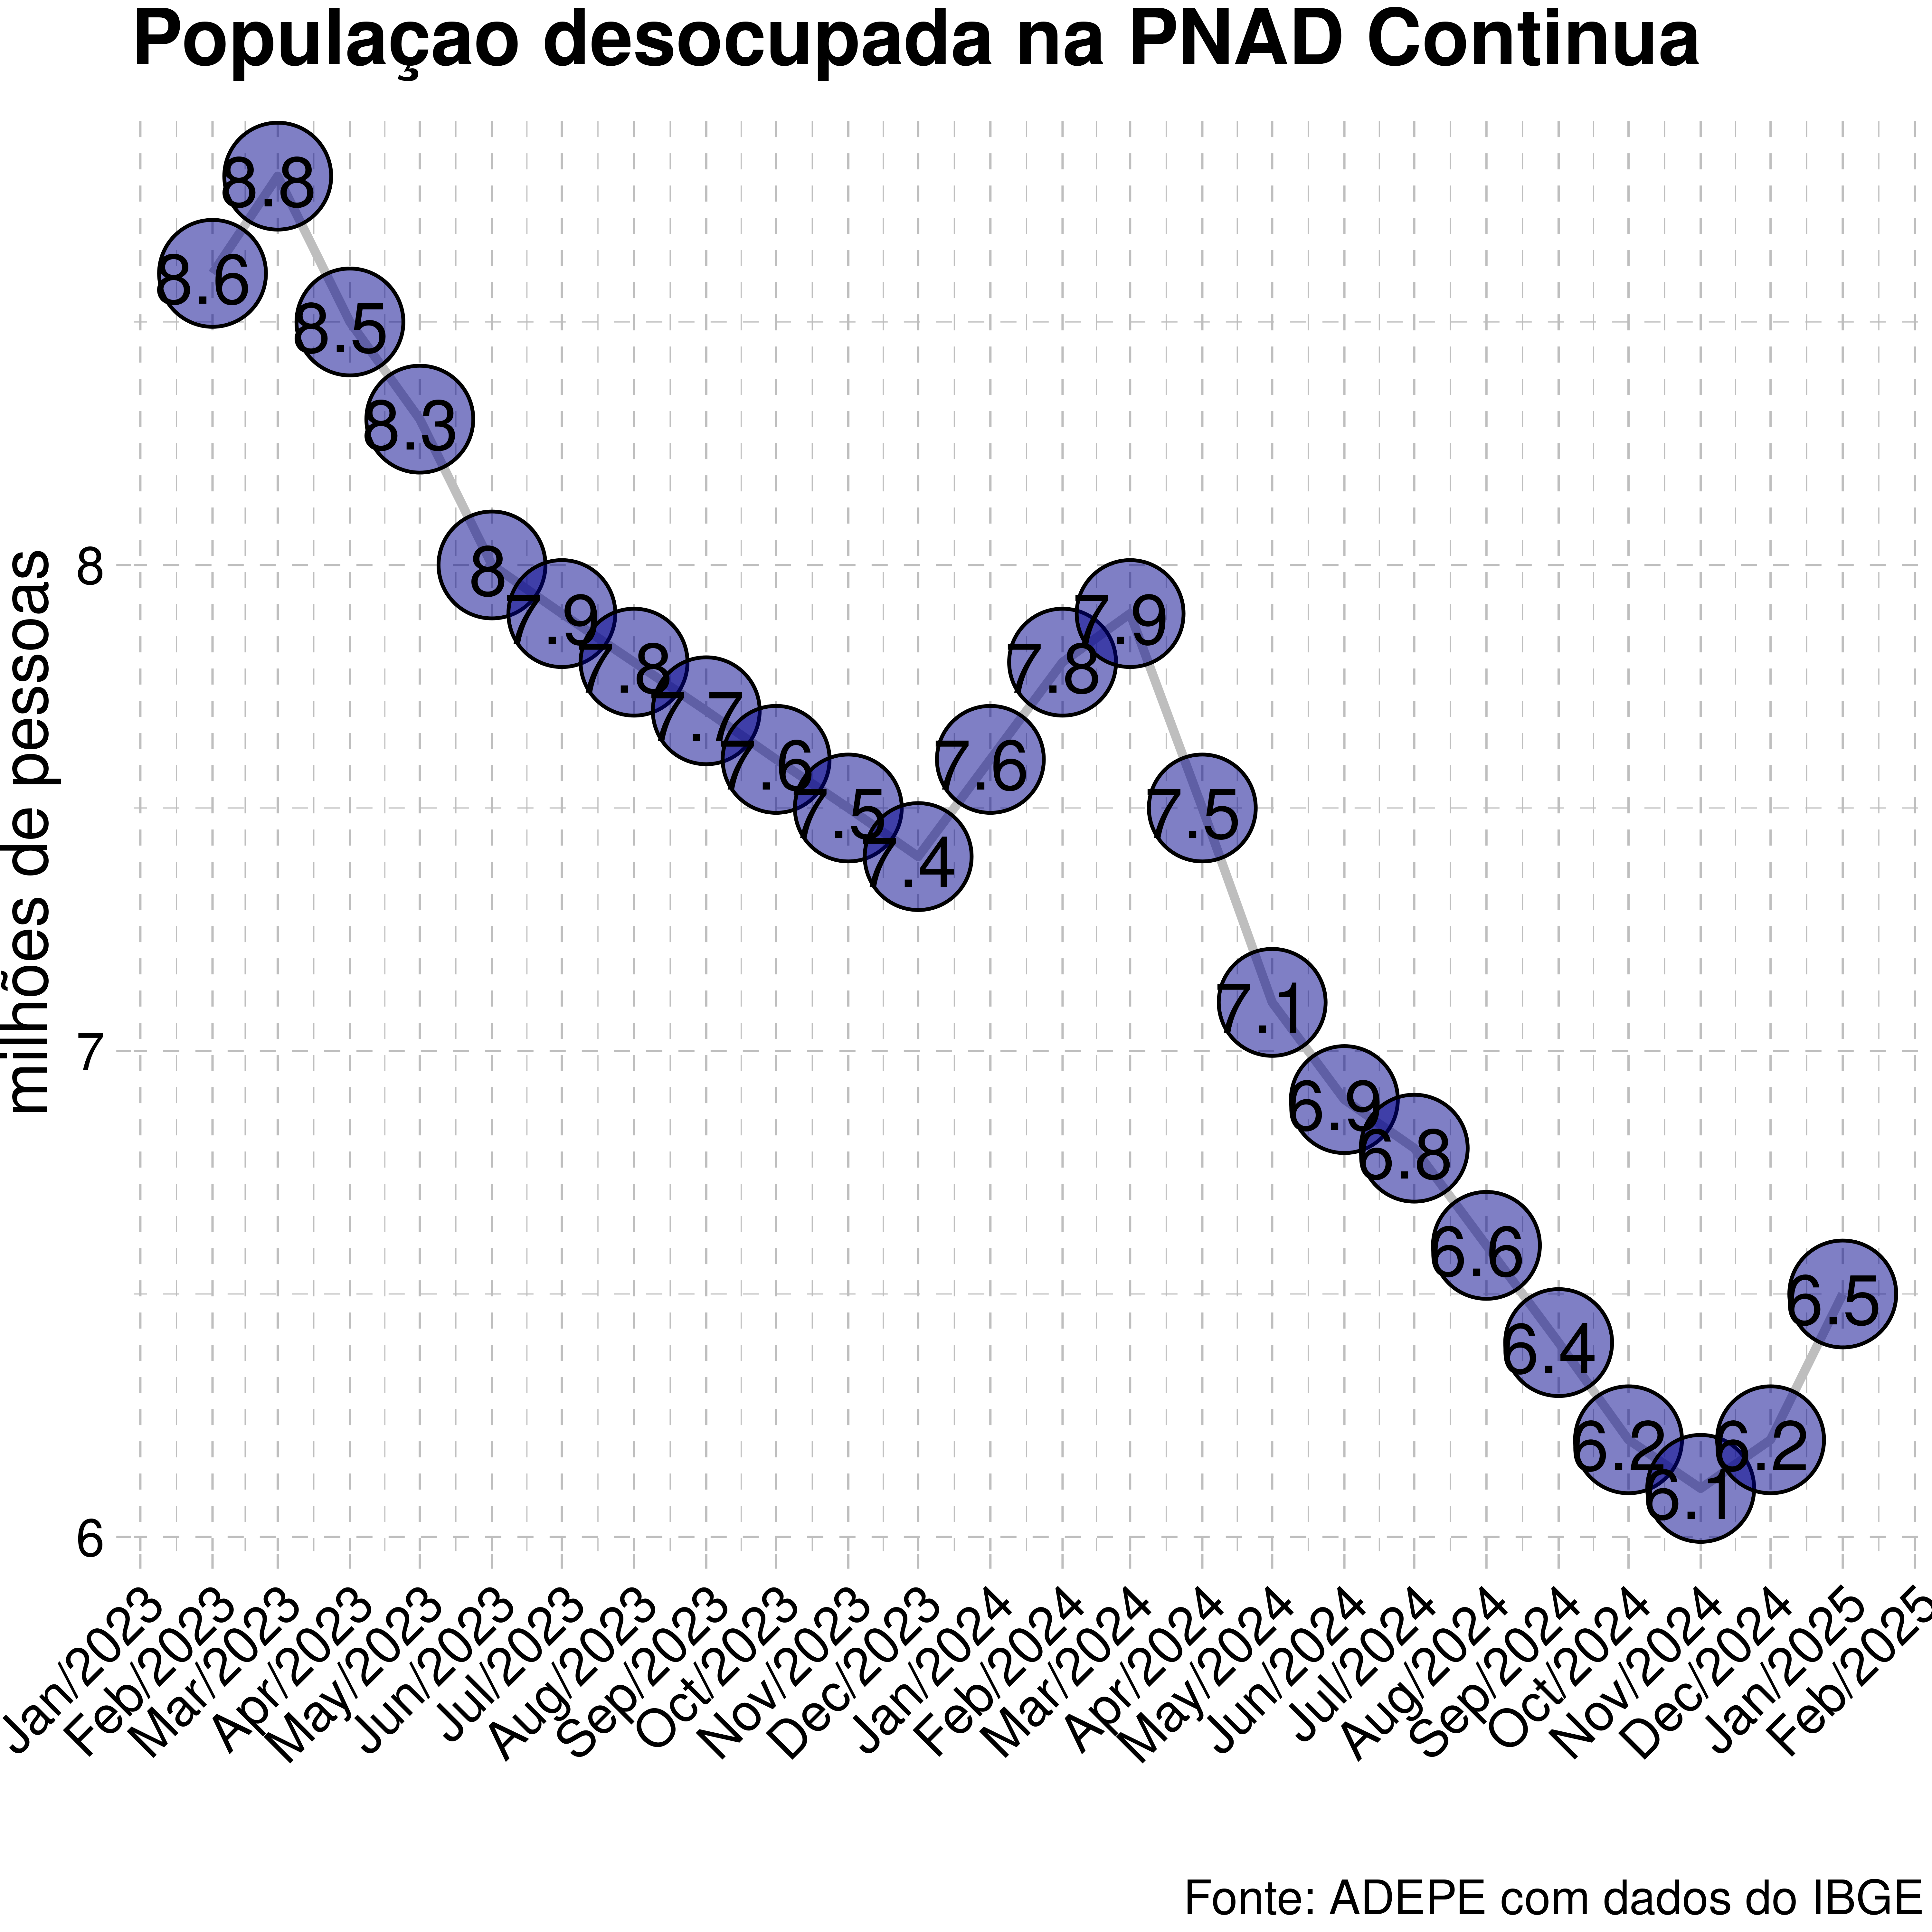 Populaçao desocupada na PNAD Continua
milhões de pessoas
8
7
6
8.6
8.8
8.5
8.3
8
7.9
7.8
7.7
7.6
7.5
7.4
7.6
7.8
7.9
7.5
7.1
6.9
6.8
6.6
6.4
6.2
6.1
6.2
6.5
Jan/2023
Feb/2023
Mar/2023
Apr/2023
May/2023
Jun/2023
Jul/2023
Aug/2023
Sep/2023
Oct/2023
Nov/2023
Dec/2023
Jan/2024
Feb/2024
Mar/2024
Apr/2024
May/2024
Jun/2024
Jul/2024
Aug/2024
Sep/2024
Oct/2024
Nov/2024
Dec/2024
Jan/2025
Feb/2025
Fonte: ADEPE com dados do IBGE